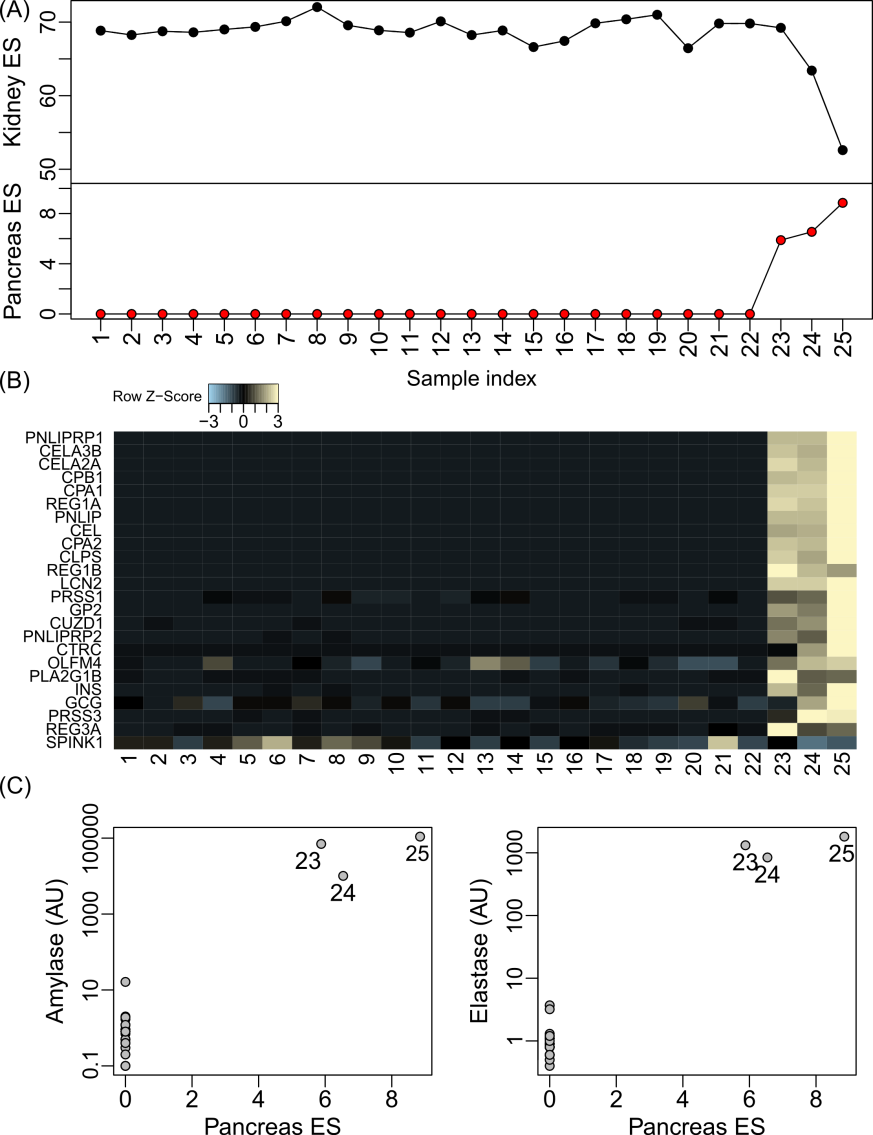 (A)
Kidney ES
70
60
50
Pancreas ES
8
4
0
1 2 3 4 5 6 7 8 9 10 11 12 13 14 15 16 17 18 19 20 21 22 23 24 25
Sample index
(B)
Row Z−Score
−3 0 3
PNLIPRP1
CELA3B
CELA2A
CPB1
CPA1
REG1A
PNLIP
CEL
CPA2
CLPS
REG1B
LCN2
PRSS1
GP2
CUZD1
PNLIPRP2
CTRC
OLFM4
PLA2G1B
INS
GCG
PRSS3
REG3A
SPINK1
1 2 3 4 5 6 7 8 9 10 11 12 13 14 15 16 17 18 19 20 21 22 23 24 25
(C)
Amylase (AU)
100000
1000
10
0.1
23
24
25
0 2 4 6 8
Pancreas ES
Elastase (AU)
1000
100
10
1
23
24
25
0 2 4 6 8
Pancreas ES